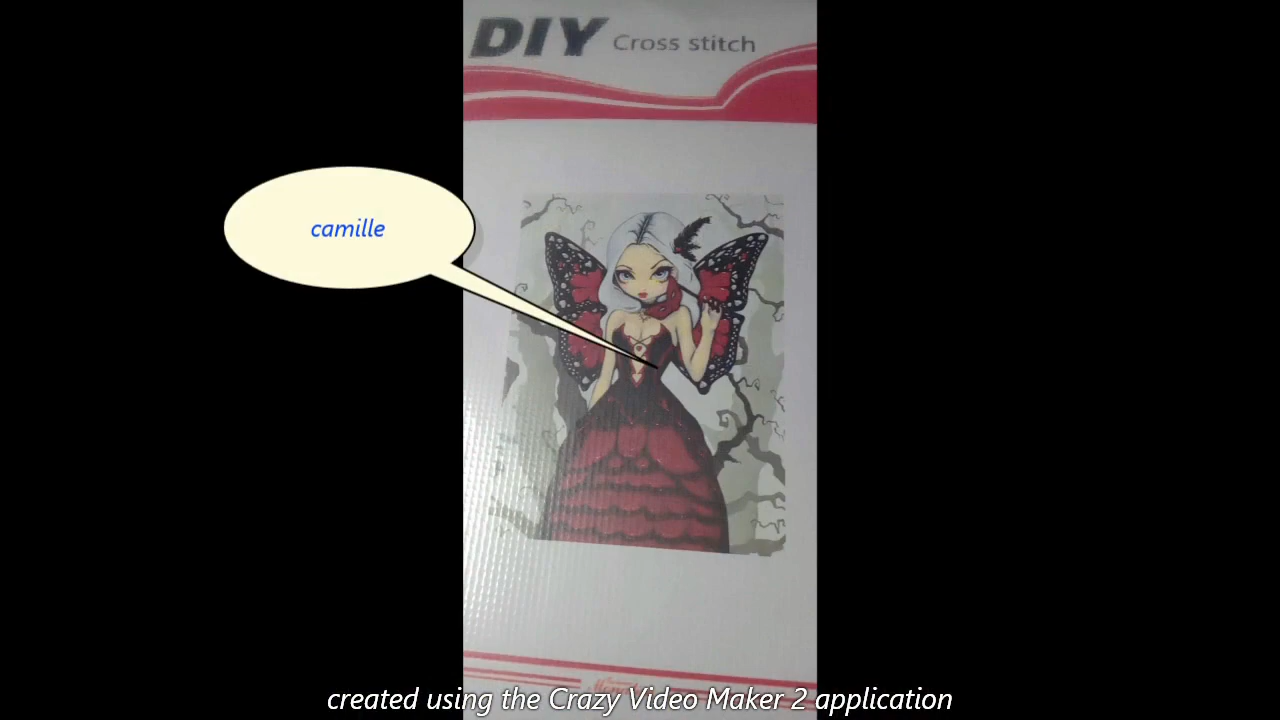 DIY Cross stitch
camille
created using the Crazy Video Maker 2 application